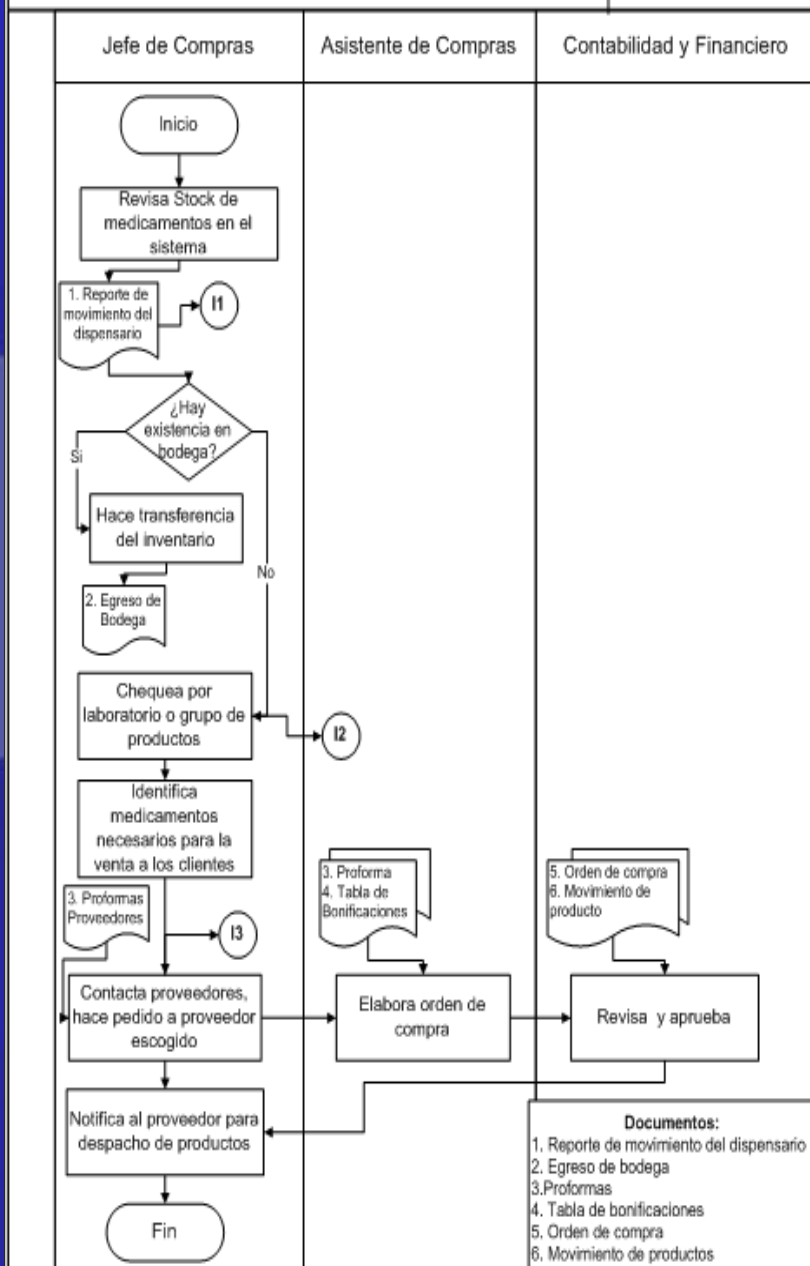 Jefe de Compras
Asistente de Compras
Contabilidad y Financiero
Inicio
Revisa Stock de
medicamentos en el
sistema
1. Reporte de
movimiento del
dispensario
I1
¿Hay
existencia en
bodega?
Si
Hace transferencia
del inventario
No
2. Egreso de
Bodega
Chequea por
laboratorio o grupo de
productos
I2
Identifica
medicamentos
necesarios para la
venta a los clientes
3. Proformas
Proveedores
I3
3. Proforma
4. Tabla de
Bonificaciones
5. Orden de compra
6. Movimiento de
producto
Contacta proveedores,
hace pedido a proveedor
escogido
Elabora orden de
compra
Revisa y aprueba
Notifica al proveedor para
despacho de productos
Fin
Documentos:
1. Reporte de movimiento del dispensario
2. Egreso de bodega
3.Proformas
4. Tabla de bonificaciones
5. Orden de compra
6. Movimiento de productos